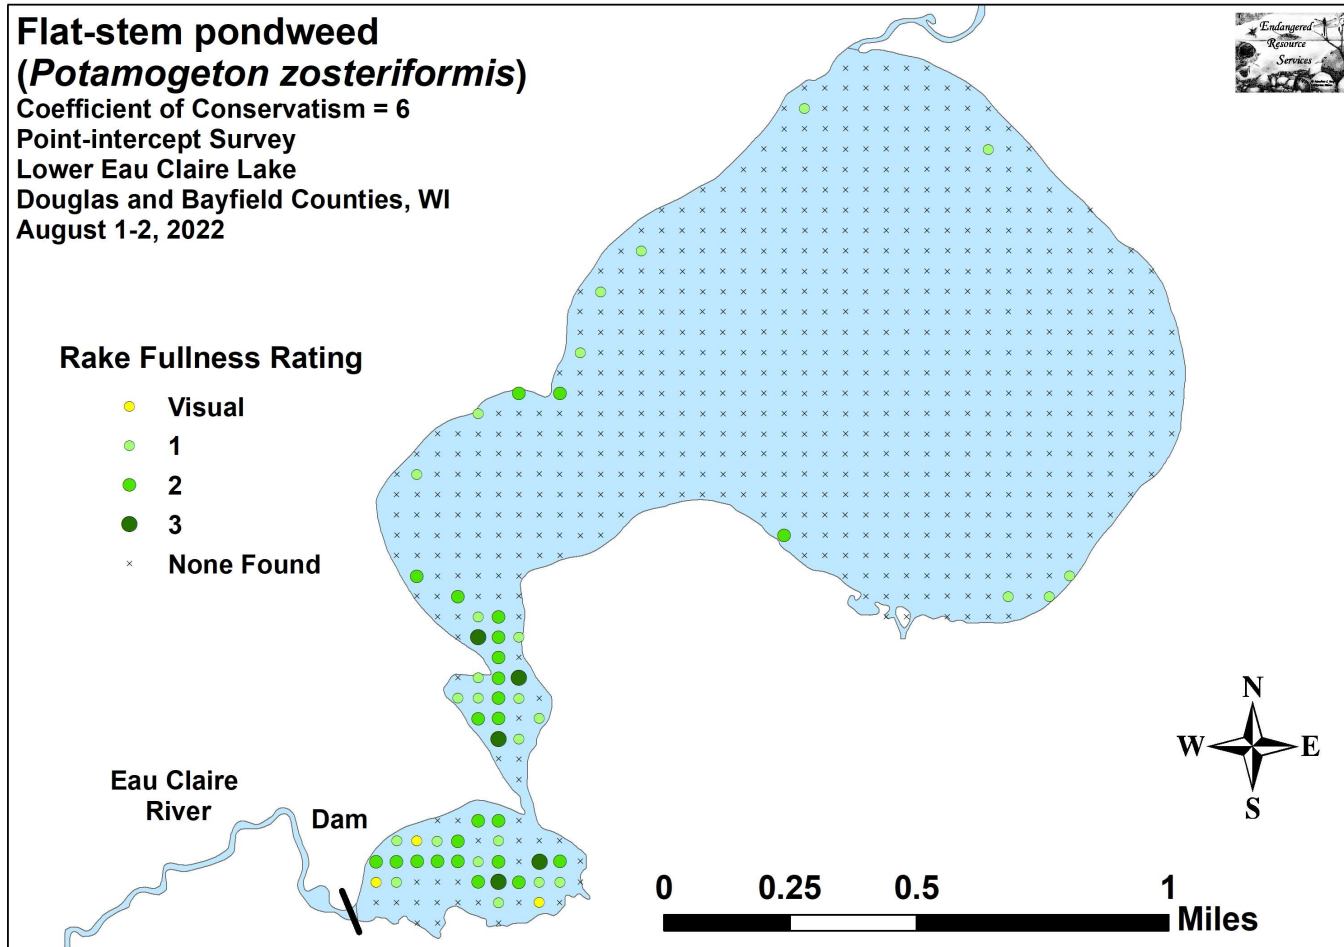 Flat-stem pondweed
(Potamogeton zosteriformis)
Coefficient of Conservatism = 6
Point-intercept Survey
Lower Eau Claire Lake
Douglas and Bayfield Counties, WI
August 1-2, 2022
Endangered
Resource
Services
Rake Fullness Rating
Visual
1
2
3
None Found
N
W E
S
Eau Claire
River
Dam
0 0.25 0.5 1
Miles